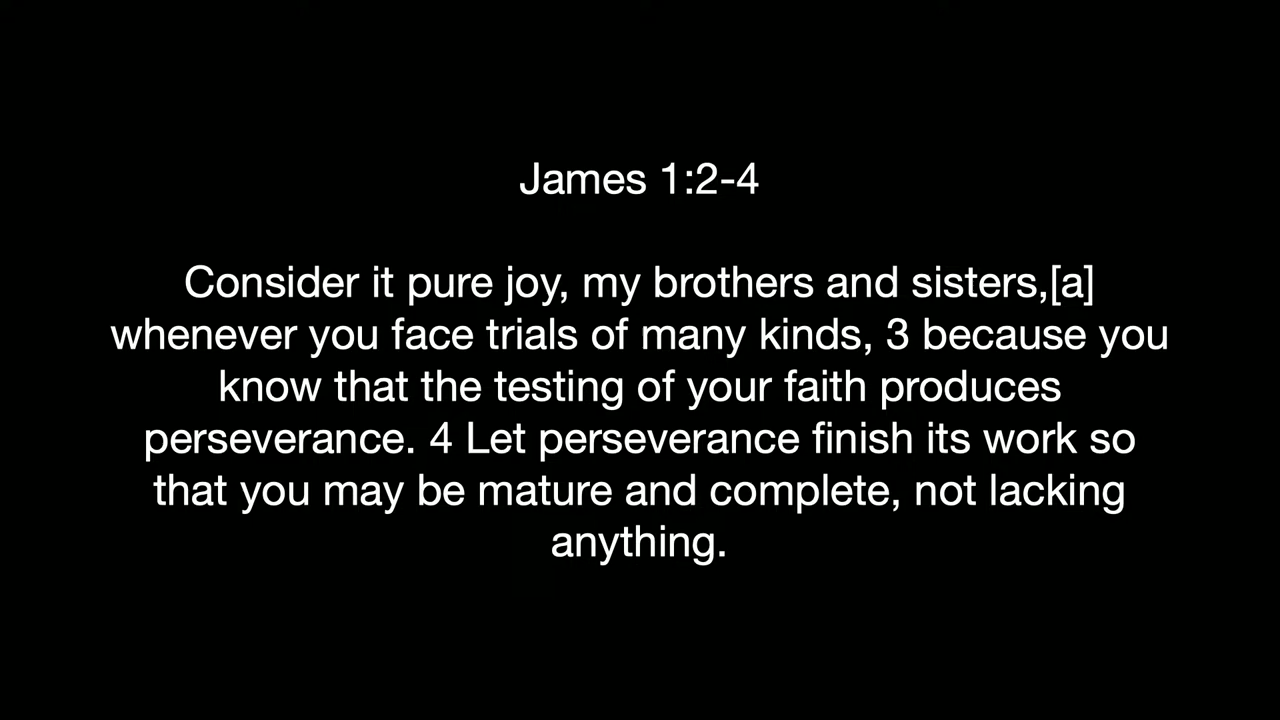 James 1:2-4
Consider it pure joy, my brothers and sisters,[a]
whenever you face trials of many kinds, 3 because you
know that the testing of your faith produces
perseverance. 4 Let perseverance finish its work so
that you may be mature and complete, not lacking
anything.